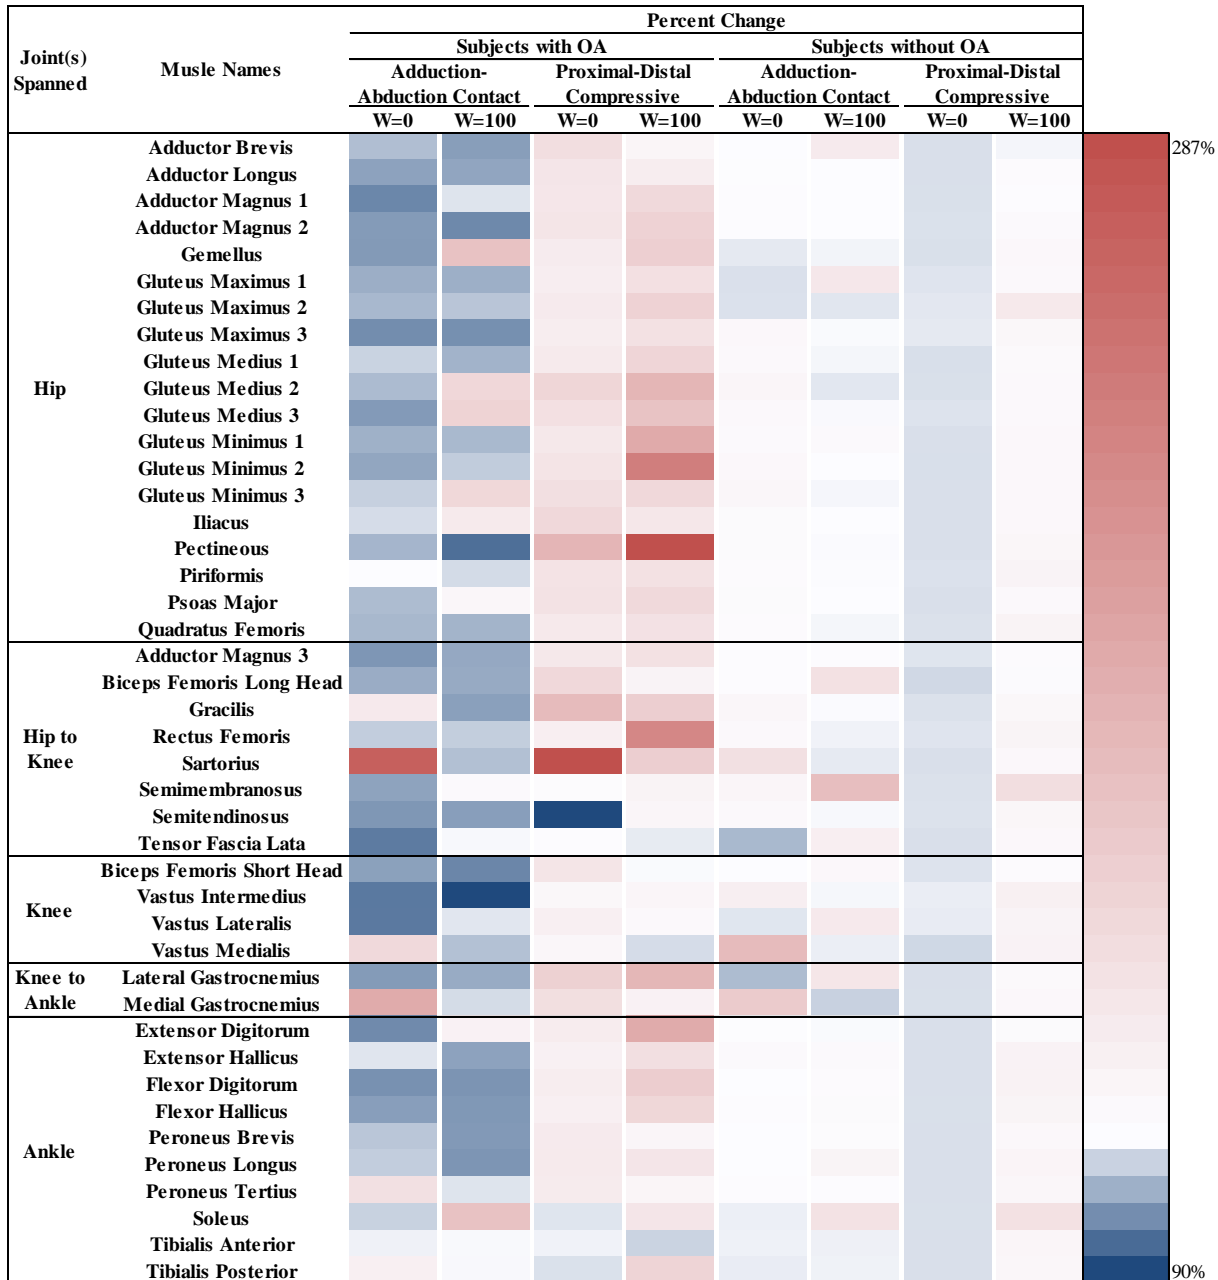 Percent Change
Joint(s) Spanned
Musle Names
Subjects with OA
Subjects without OA
Adduction-Abduction Contact
Proximal-Distal Compressive
Adduction-Abduction Contact
Proximal-Distal Compressive
W=0 W=100 W=0 W=100 W=0 W=100 W=0 W=100
287%
Hip
Adductor Brevis
Adductor Longus
Adductor Magnus 1
Adductor Magnus 2
Gemellus
Gluteus Maximus 1
Gluteus Maximus 2
Gluteus Maximus 3
Gluteus Medius 1
Gluteus Medius 2
Gluteus Medius 3
Gluteus Minimus 1
Gluteus Minimus 2
Gluteus Minimus 3
Iliacus
Pectineous
Piriformis
Psoas Major
Quadratus Femoris
Hip to Knee
Adductor Magnus 3
Biceps Femoris Long Head
Gracilis
Rectus Femoris
Sartorius
Semimembranosus
Semitendinosus
Tensor Fascia Lata
Knee
Biceps Femoris Short Head
Vastus Intermedius
Vastus Lateralis
Vastus Medialis
Knee to Ankle
Lateral Gastrocnemius
Medial Gastrocnemius
Ankle
Extensor Digitorum
Extensor Hallicus
Flexor Digitorum
Flexor Hallicus
Peroneus Brevis
Peroneus Longus
Peroneus Tertius
Soleus
Tibialis Anterior
Tibialis Posterior
90%